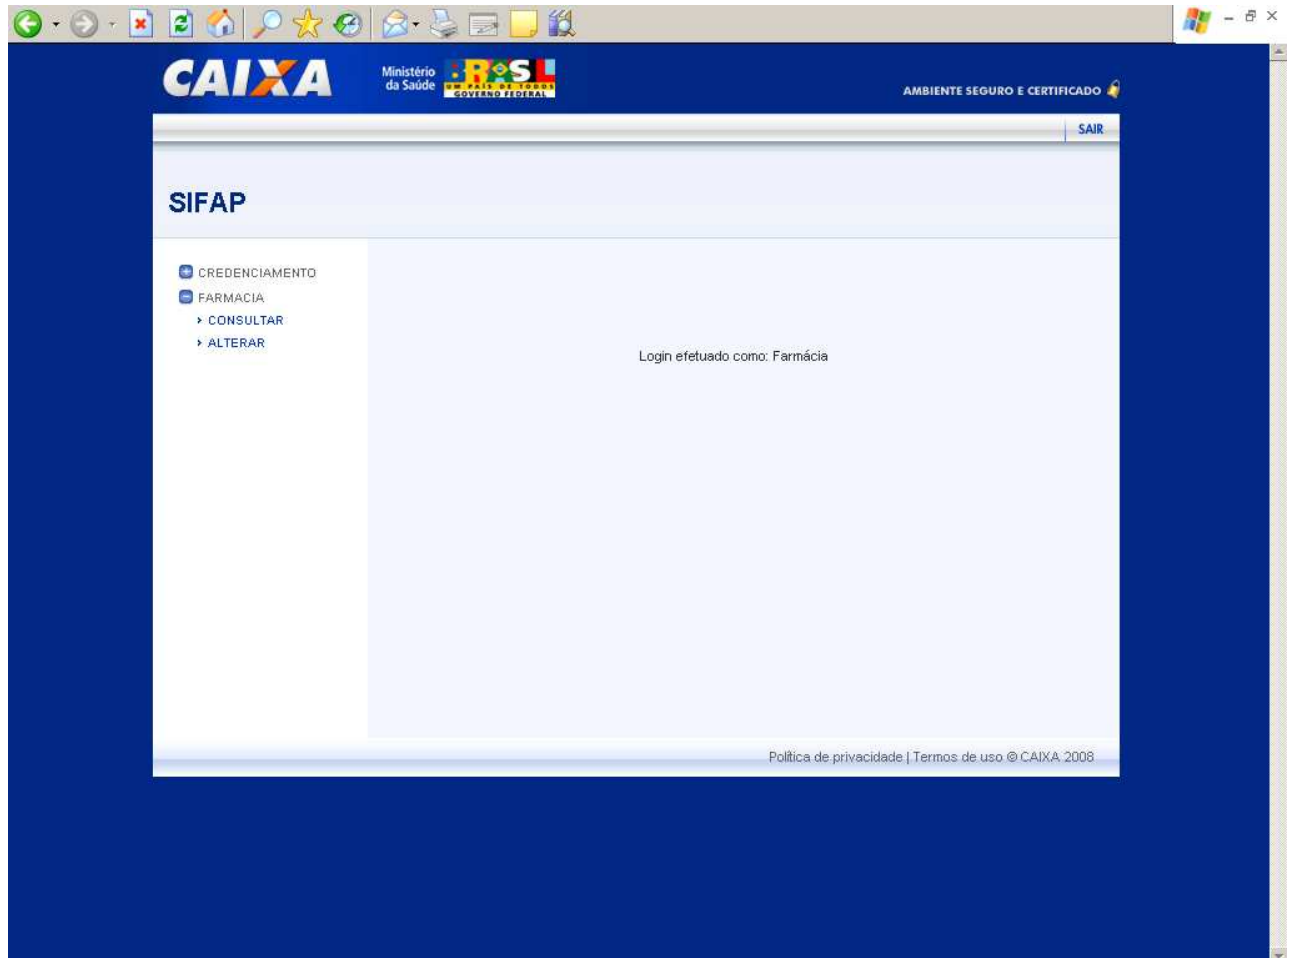 CAIXA
Ministério
da Saúde
BRASIL
UM PAÍS DE TODOS
GOVERNO FEDERAL
AMBIENTE SEGURO E CERTIFICADO
SAIR
SIFAP
CREDENCIAMENTO
FARMACIA
CONSULTAR
ALTERAR
Login efetuado como: Farmácia
Política de privacidade | Termos de uso © CAIXA 2008